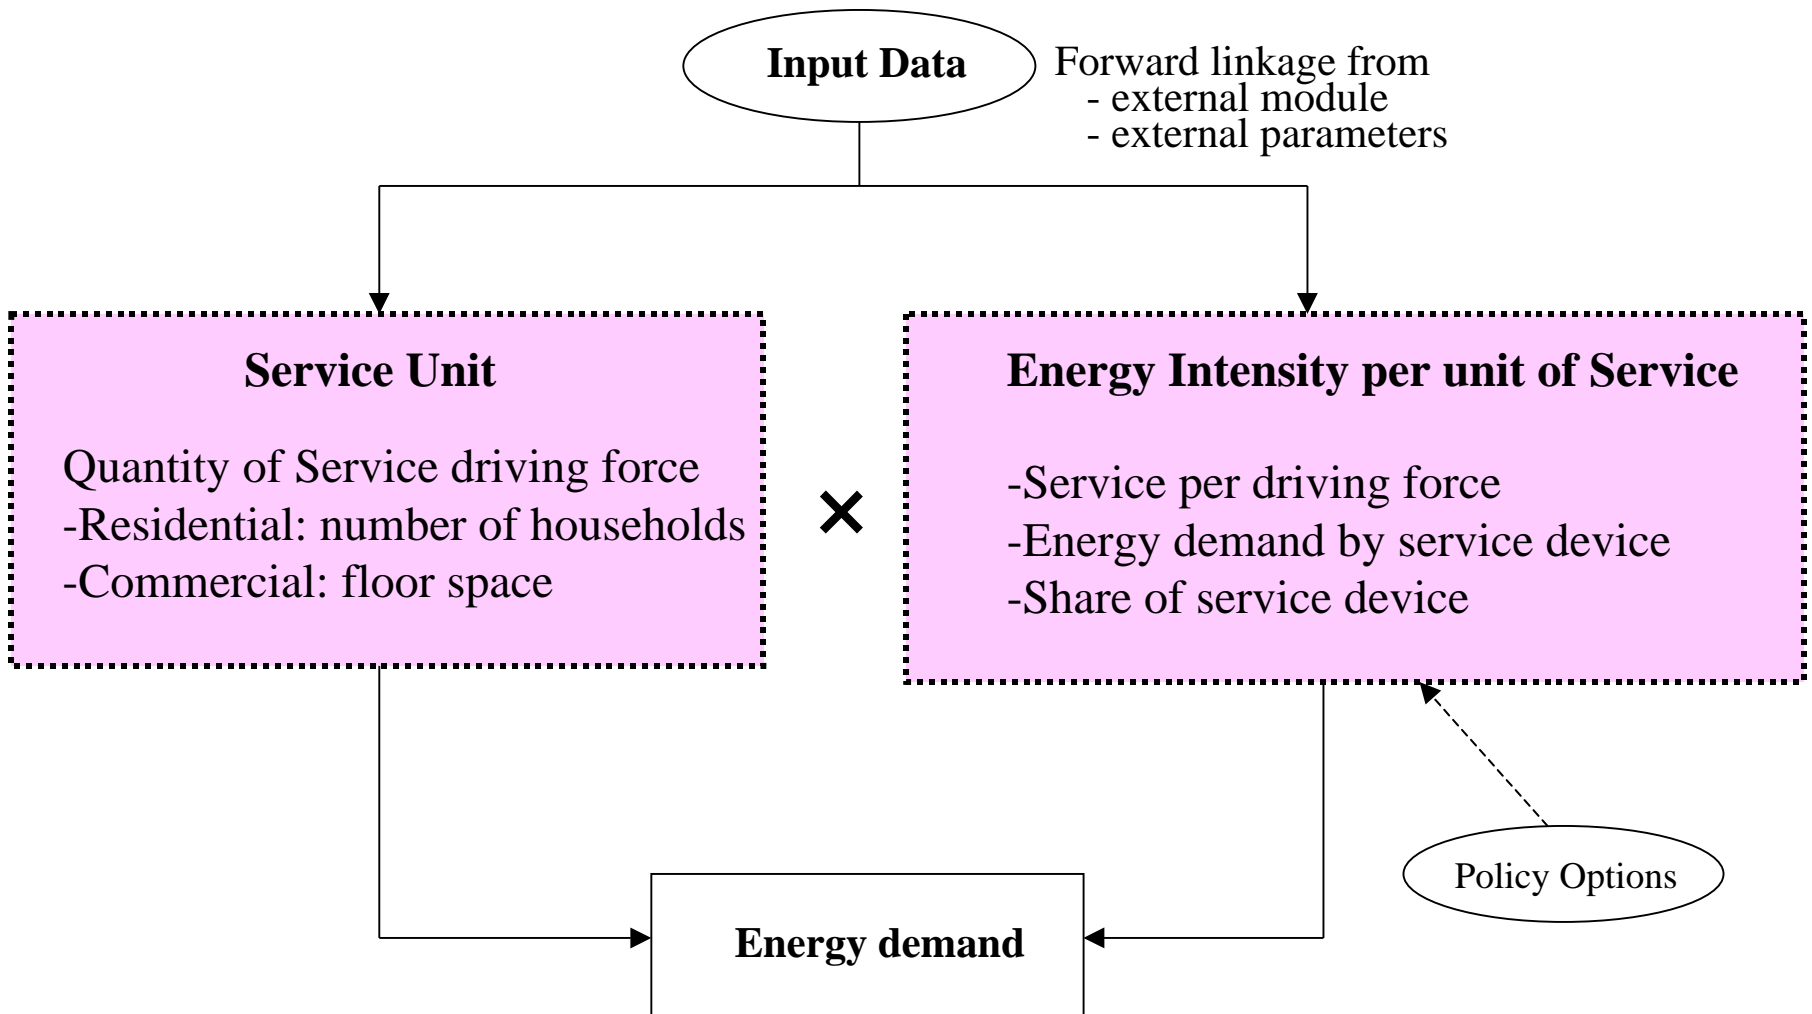 Input Data
Forward linkage from
- external module
- external parameters
Service Unit
Quantity of Service driving force
-Residential: number of households
-Commercial: floor space
×
Energy Intensity per unit of Service
-Service per driving force
-Energy demand by service device
-Share of service device
Policy Options
Energy demand